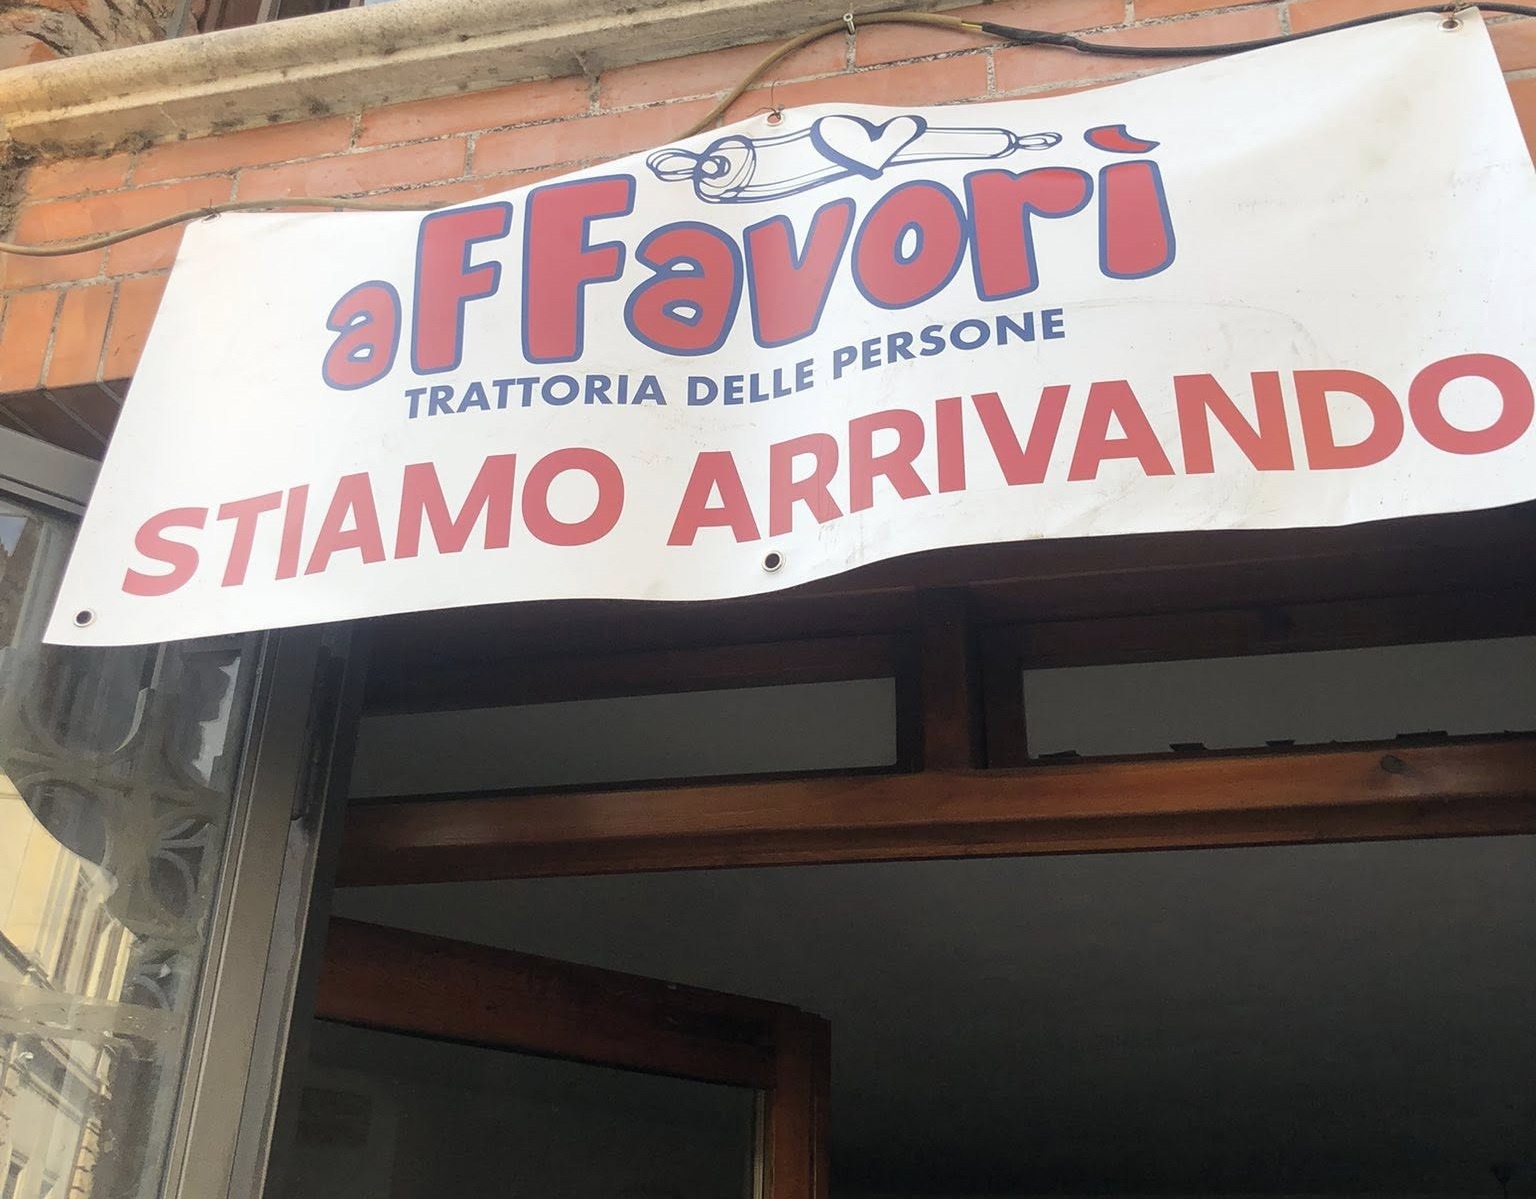 aFFavorì
TRATTORIA DELLE PERSONE
STIAMO ARRIVANDO